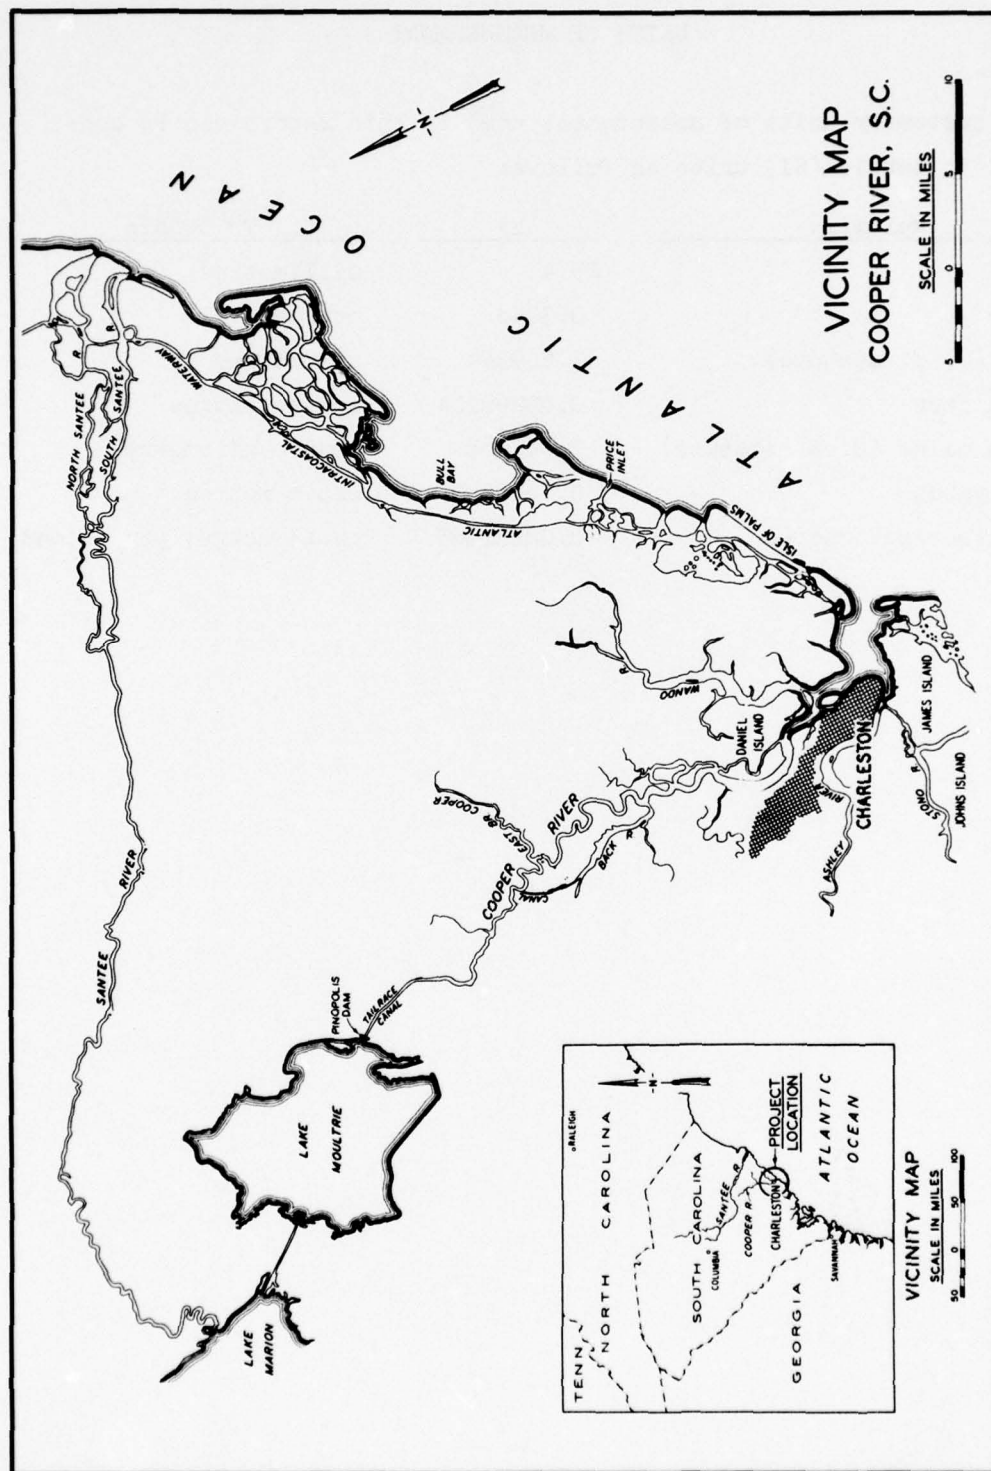 VICINITY MAP
COOPER RIVER, S.C.
SCALE IN MILES
5 0 5 10
N
ATLANTIC OCEAN
NORTH SANTEE R
SOUTH SANTEE R
ATLANTIC INTRACOASTAL WATERWAY
BULL
BAY
PRICE
INLET
ISLE OF PALMS
SANTEE RIVER
WANDO R
DANIEL
ISLAND
EAST BR COOPER
COOPER RIVER
BACK R
CANAL
CHARLESTON
JAMES ISLAND
JOHNS ISLAND
STONO R
ASHLEY RIVER
PINOPOLIS
DAM
TAILRACE
CANAL
LAKE
MOULTRIE
LAKE
MARION
TENN
NORTH CAROLINA
RALEIGH
SOUTH CAROLINA
SANTEE R
COLUMBIA
COOPER R
CHARLESTON
PROJECT
LOCATION
GEORGIA
SAVANNAH
ATLANTIC
OCEAN
N
VICINITY MAP
SCALE IN MILES
50 0 50 100